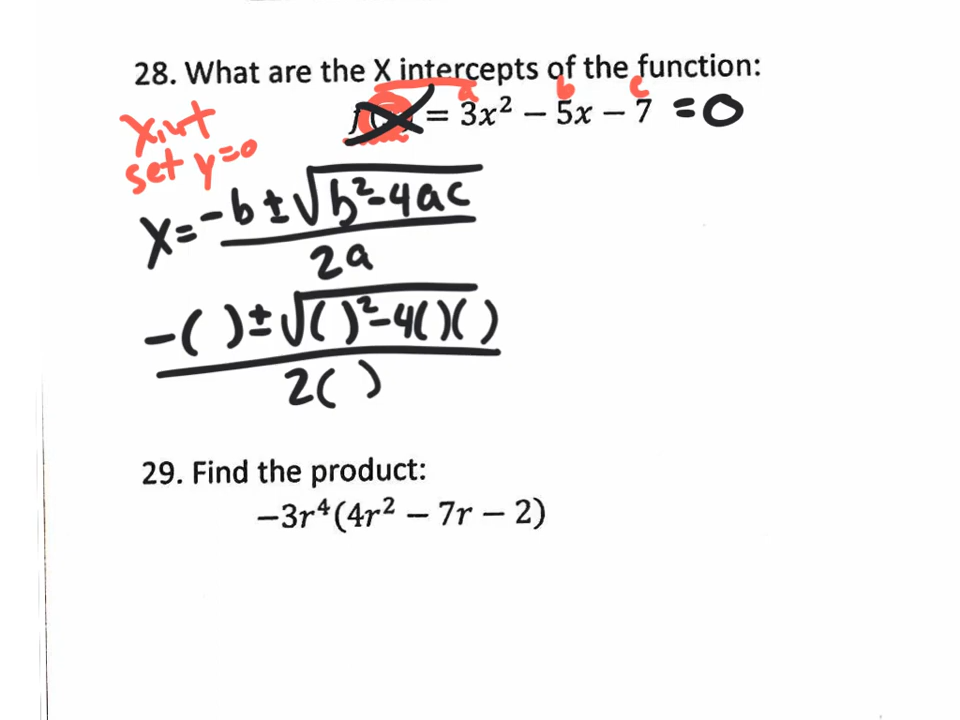 28. What are the X intercepts of the function:
a b c
= 3x² − 5x − 7 = 0
X int
set y=0
X = -b ± √b²-4ac
2a
-( ) ± √( )²-4( )( )
2( )
29. Find the product:
−3r⁴(4r² − 7r − 2)